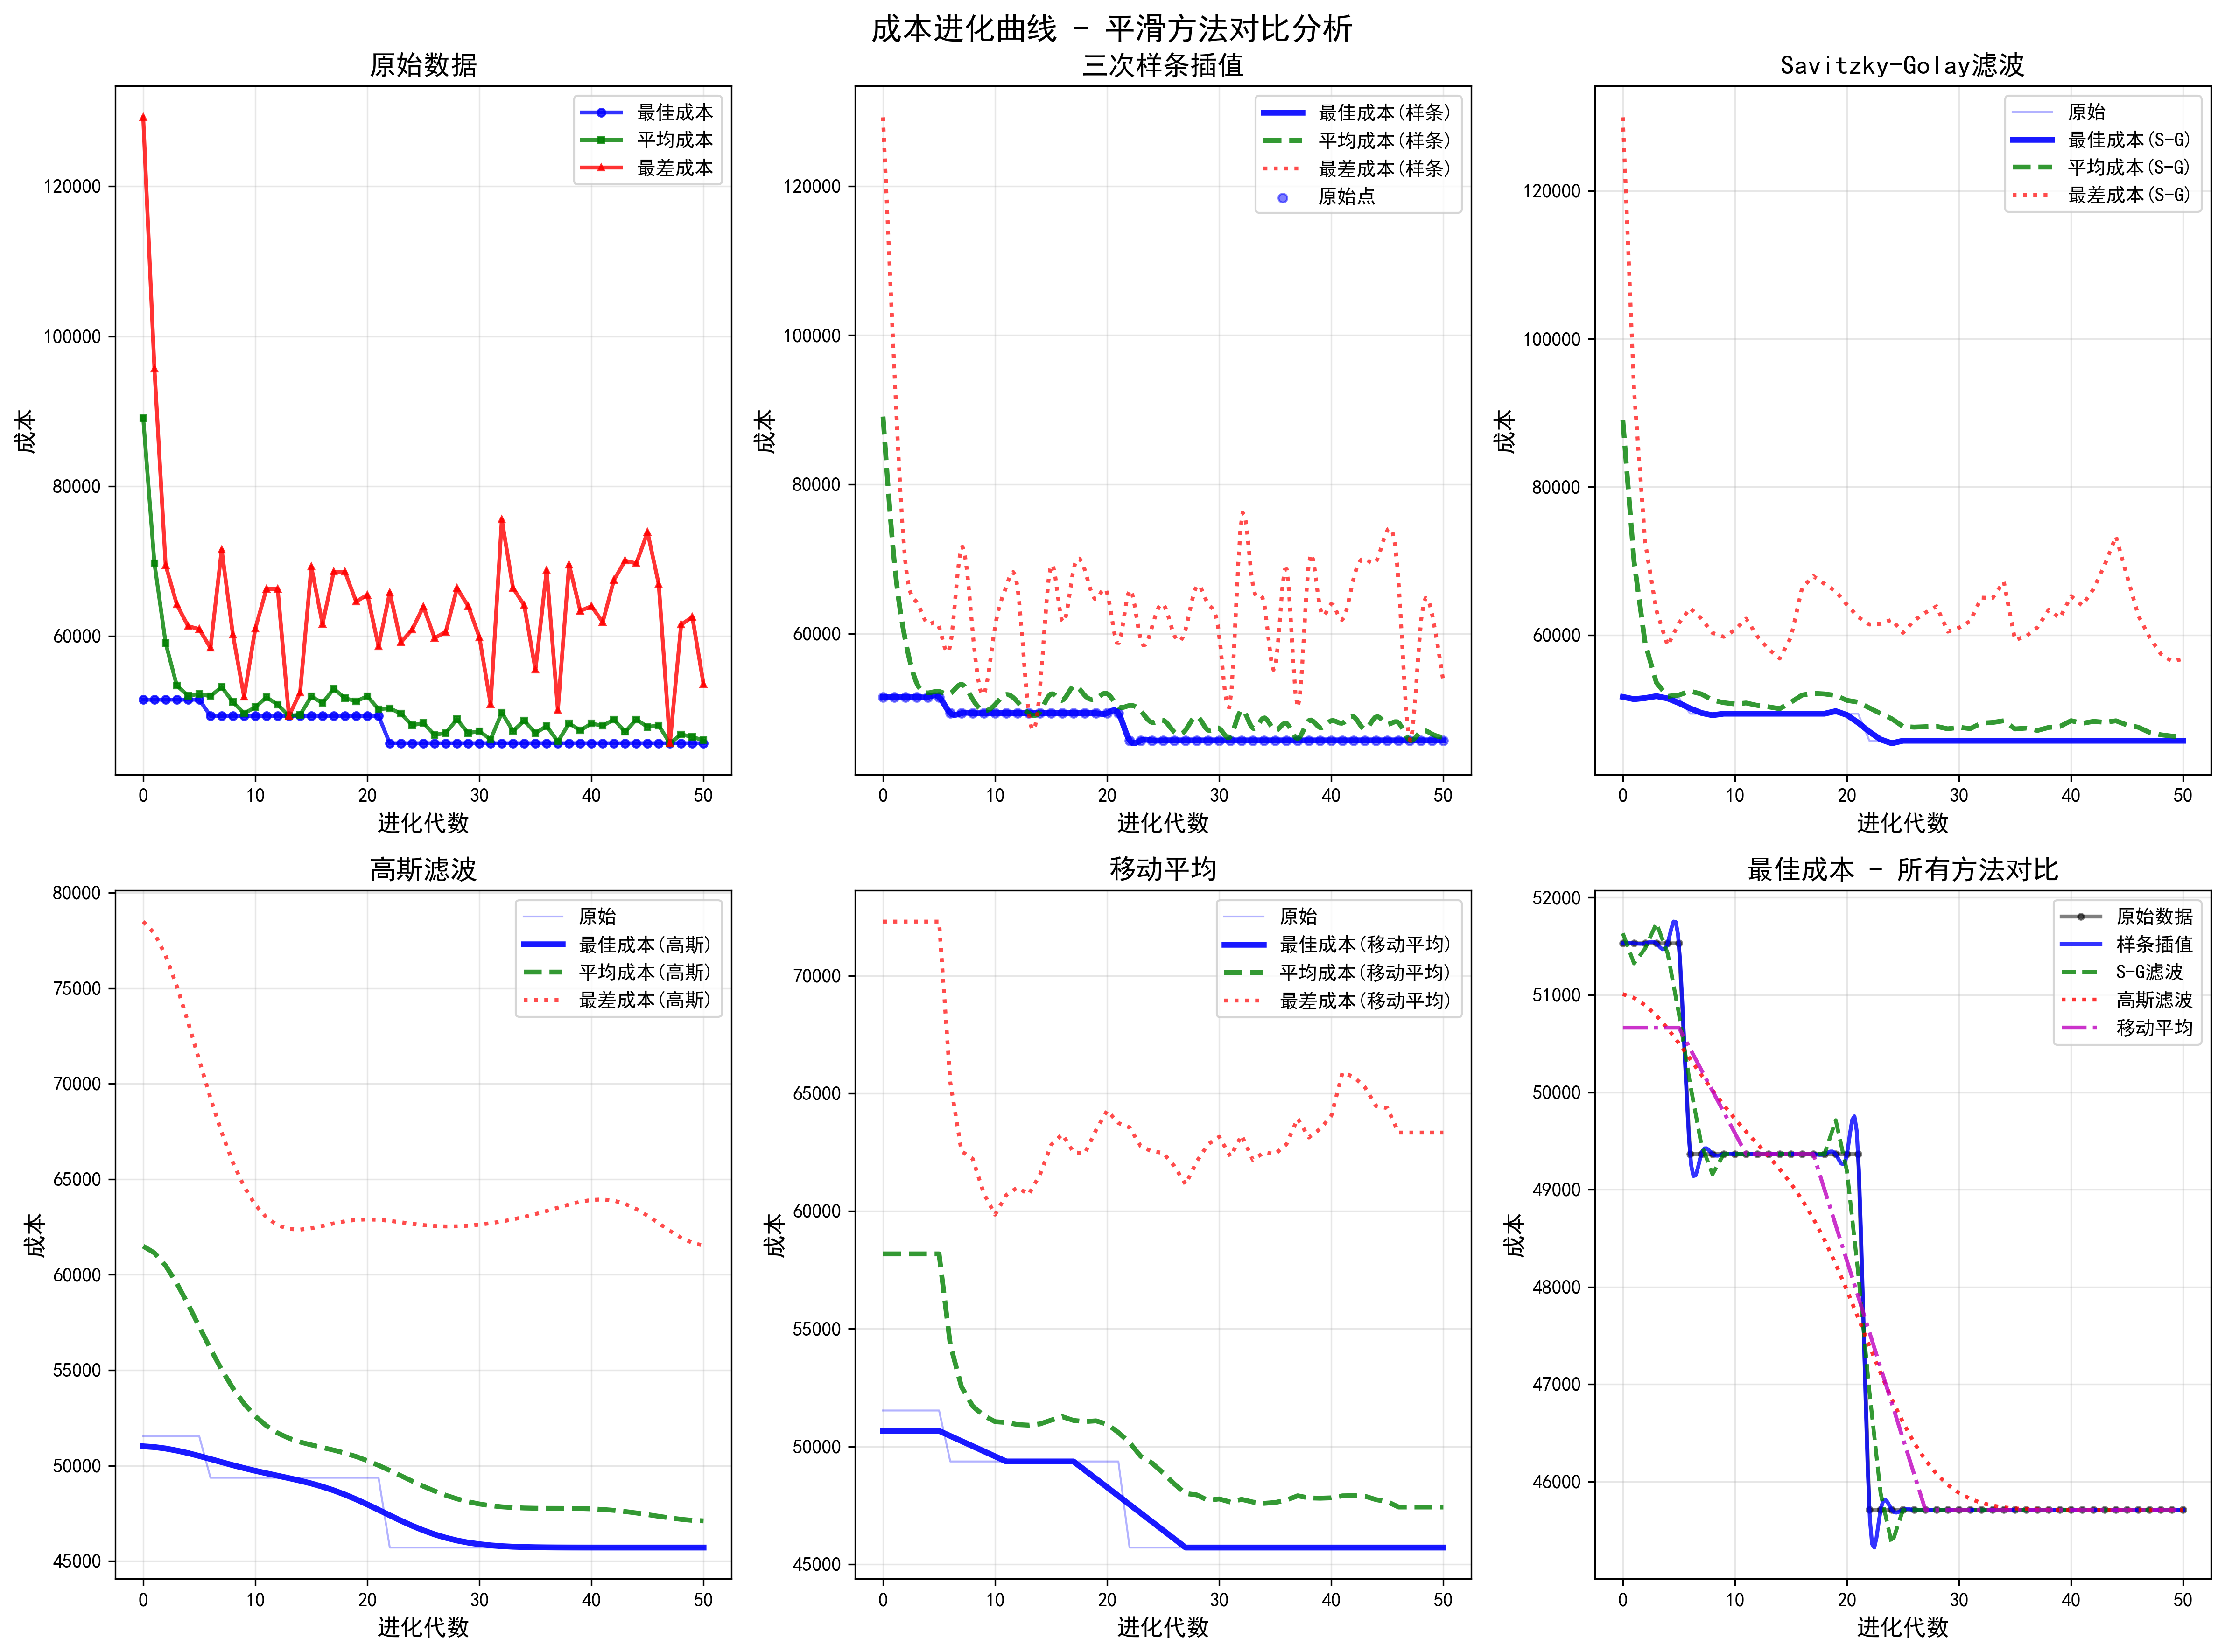 成本进化曲线 - 平滑方法对比分析
原始数据
最佳成本
平均成本
最差成本
120000
100000
80000
60000
成本
0 10 20 30 40 50
进化代数
三次样条插值
最佳成本(样条)
平均成本(样条)
最差成本(样条)
原始点
120000
100000
80000
60000
成本
0 10 20 30 40 50
进化代数
Savitzky-Golay滤波
原始
最佳成本(S-G)
平均成本(S-G)
最差成本(S-G)
120000
100000
80000
60000
成本
0 10 20 30 40 50
进化代数
高斯滤波
原始
最佳成本(高斯)
平均成本(高斯)
最差成本(高斯)
80000
75000
70000
65000
60000
55000
50000
45000
成本
0 10 20 30 40 50
进化代数
移动平均
原始
最佳成本(移动平均)
平均成本(移动平均)
最差成本(移动平均)
70000
65000
60000
55000
50000
45000
成本
0 10 20 30 40 50
进化代数
最佳成本 - 所有方法对比
原始数据
样条插值
S-G滤波
高斯滤波
移动平均
52000
51000
50000
49000
48000
47000
46000
成本
0 10 20 30 40 50
进化代数